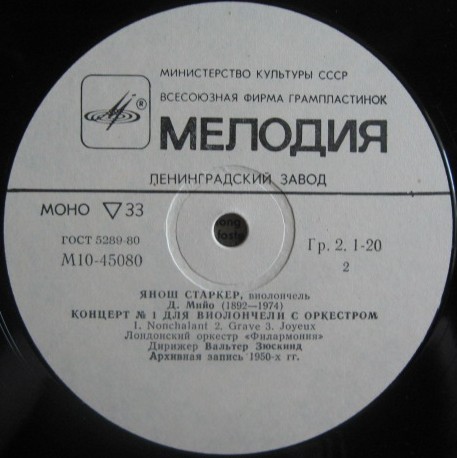 МИНИСТЕРСТВО КУЛЬТУРЫ СССР
ВСЕСОЮЗНАЯ ФИРМА ГРАМПЛАСТИНОК
®
МЕЛОДИЯ
ЛЕНИНГРАДСКИЙ ЗАВОД
МОНО ▽ 33
ГОСТ 5289-80
М10-45080
Гр. 2. 1-20
2
ЯНОШ СТАРКЕР, виолончель
Д. Мийо (1892—1974)
КОНЦЕРТ № 1 ДЛЯ ВИОЛОНЧЕЛИ С ОРКЕСТРОМ
1. Nonchalant 2. Grave 3. Joyeux
Лондонский оркестр «Филармония»
Дирижер Вальтер Зюскинд
Архивная запись 1950-х гг.